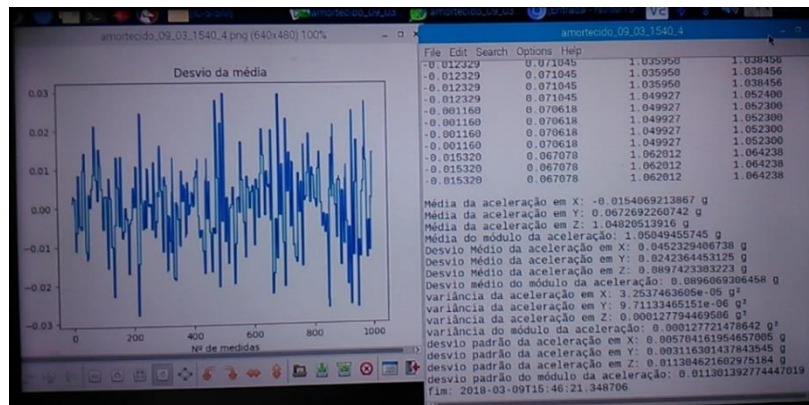 amortecido_09_03_1540_4.png (640x480) 100%
Desvio da média
0.03
0.02
0.01
0.00
−0.01
−0.02
−0.03
0 200 400 600 800 1000
Nº de medidas
amortecido_09_03_1540_4
File Edit Search Options Help
-0.012329 0.071045 1.035950 1.038456
-0.012329 0.071045 1.035950 1.038456
-0.012329 0.071045 1.035950 1.038456
-0.012329 0.071045 1.049927 1.052400
-0.001160 0.070618 1.049927 1.052300
-0.001160 0.070618 1.049927 1.052300
-0.001160 0.070618 1.049927 1.052300
-0.001160 0.070618 1.049927 1.052300
-0.015320 0.067078 1.062012 1.064238
-0.015320 0.067078 1.062012 1.064238
-0.015320 0.067078 1.062012 1.064238
Média da aceleração em X: -0.0154069213867 g
Média da aceleração em Y: 0.0672692260742 g
Média da aceleração em Z: 1.04820513916 g
Média do módulo da aceleração: 1.05049455745 g
Desvio Médio da aceleração em X: 0.0452329406738 g
Desvio Médio da aceleração em Y: 0.0242364453125 g
Desvio Médio da aceleração em Z: 0.0897423303223 g
Desvio médio do módulo da aceleração: 0.0896069306458 g
variância da aceleração em X: 3.2537463605e-05 g²
variância da aceleração em Y: 9.71133465151e-06 g²
variância da aceleração em Z: 0.000127794469506 g²
variância do módulo da aceleração: 0.000127721478642 g²
desvio padrão da aceleração em X: 0.005704161954657005 g
desvio padrão da aceleração em Y: 0.003116301437843545 g
desvio padrão da aceleração em Z: 0.011304621602975184 g
desvio padrão do módulo da aceleração: 0.011301392774447019
fim: 2018-03-09T15:46:21.348706